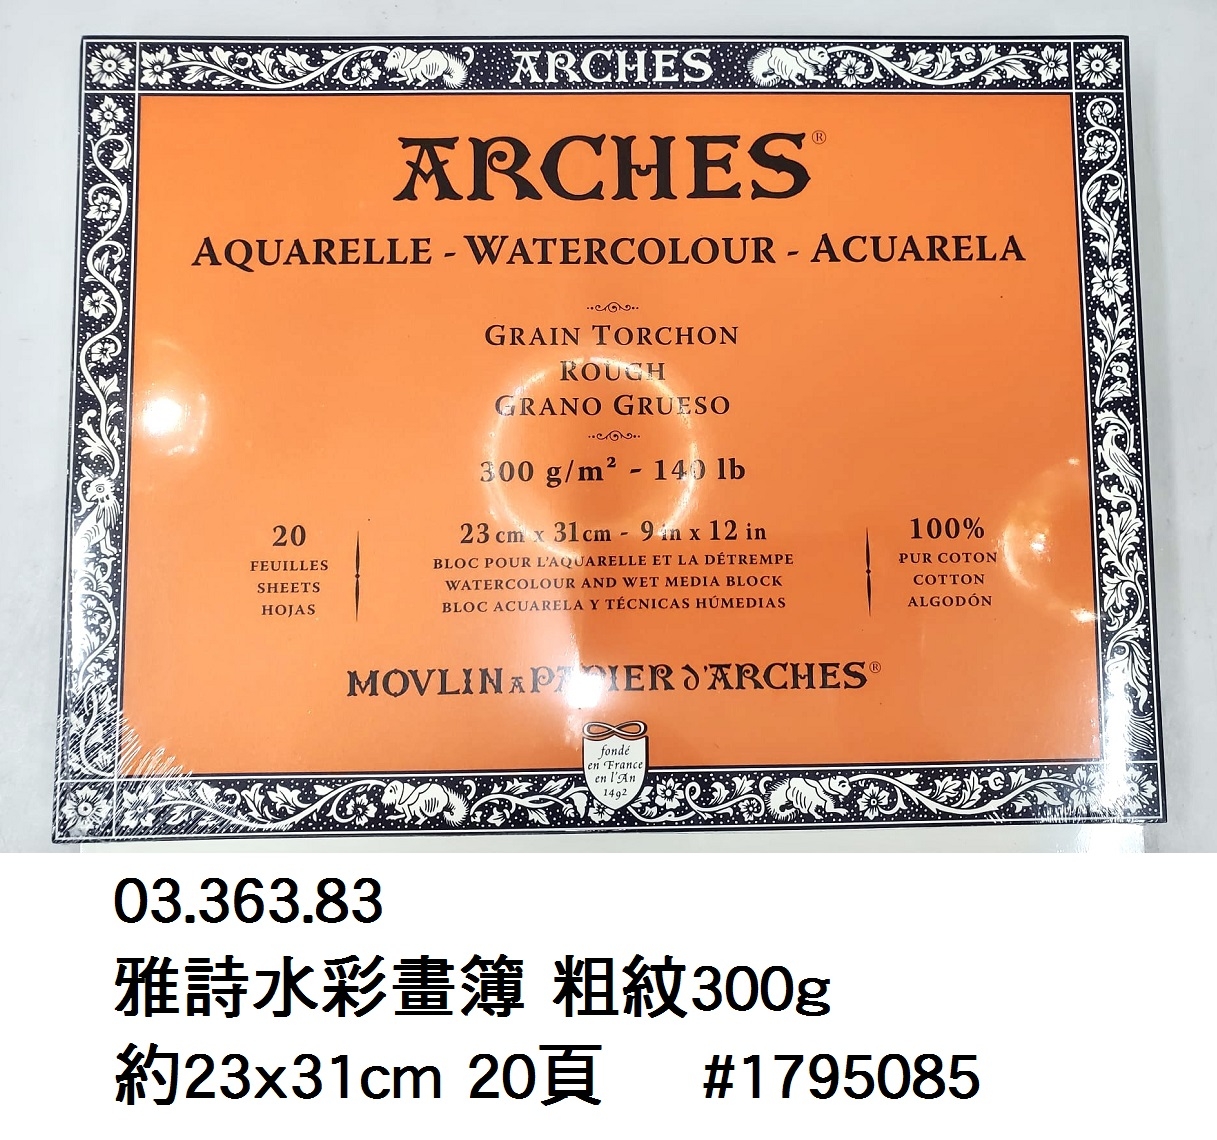 ARCHES
ARCHES®
AQUARELLE - WATERCOLOUR - ACUARELA
GRAIN TORCHON
ROUGH
GRANO GRUESO
300 g/m² - 140 lb
20
FEUILLES
SHEETS
HOJAS
23 cm x 31 cm - 9 in x 12 in
BLOC POUR L'AQUARELLE ET LA DÉTREMPE
WATERCOLOUR AND WET MEDIA BLOCK
BLOC ACUARELA Y TÉCNICAS HÚMEDIAS
100%
PUR COTON
COTTON
ALGODÓN
MOVLIN A PAPIER d'ARCHES®
fondé
en France
en l'An
1492
03.363.83
雅詩水彩畫簿 粗紋300g
約23x31cm 20頁 #1795085